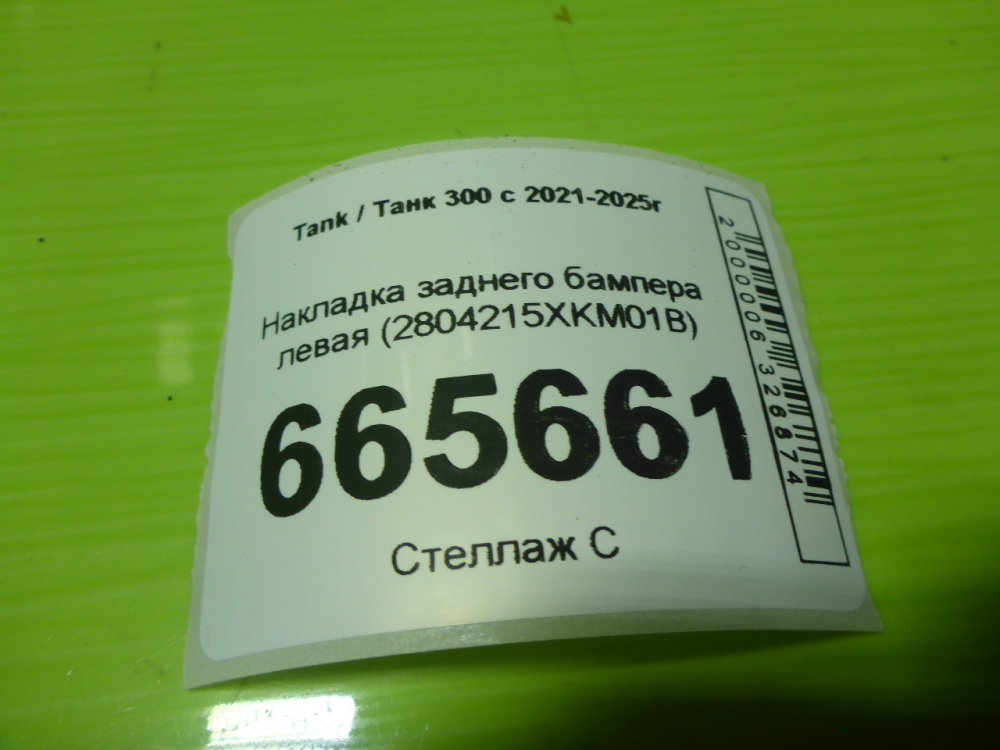 Tank / Танк 300 с 2021-2025г
Накладка заднего бампера
левая (2804215XKM01B)
665661
Стеллаж С
2000006326874